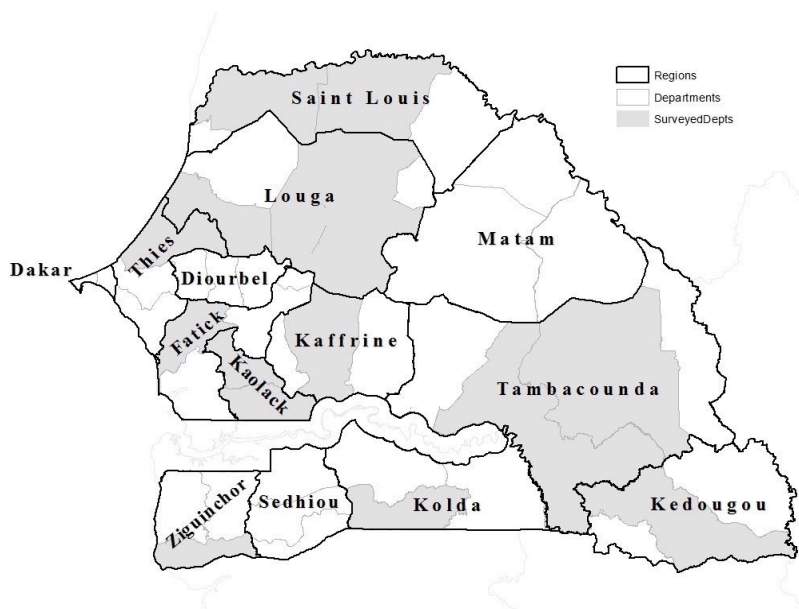 Regions
Departments
SurveyedDepts
Saint Louis
Louga
Matam
Thies
Dakar
Diourbel
Fatick
Kaffrine
Kaolack
Tambacounda
Ziguinchor
Sedhiou
Kolda
Kedougou